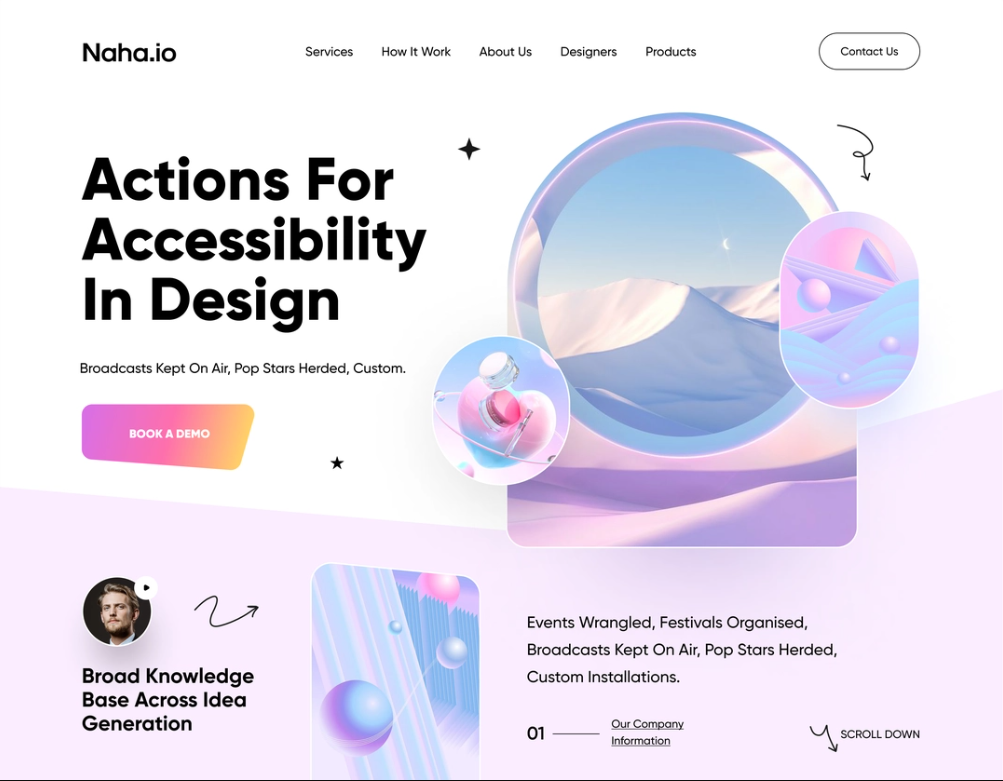 Naha.io
Services
How It Work
About Us
Designers
Products
Contact Us
Actions For
Accessibility
In Design
Broadcasts Kept On Air, Pop Stars Herded, Custom.
BOOK A DEMO
Broad Knowledge
Base Across Idea
Generation
Events Wrangled, Festivals Organised,
Broadcasts Kept On Air, Pop Stars Herded,
Custom Installations.
01
Our Company
Information
SCROLL DOWN